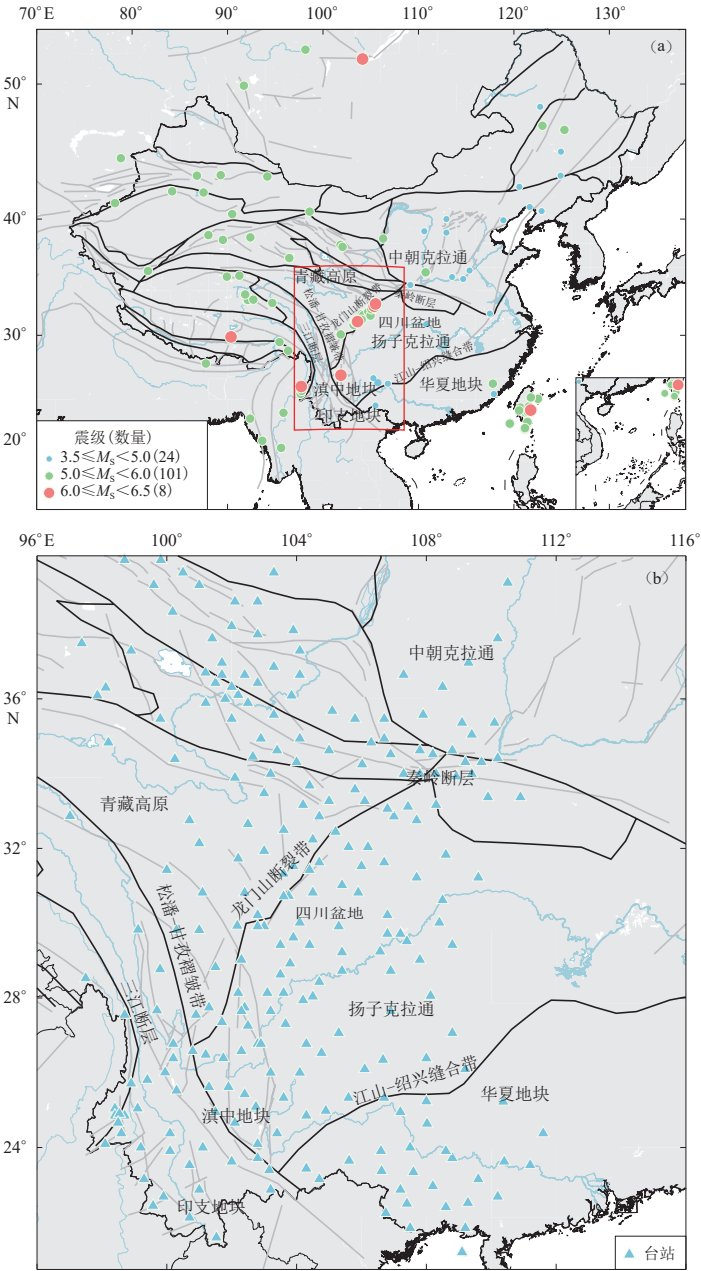 70°E 80° 90° 100° 110° 120° 130°
(a)
50°
N
40°
30°
20°
中朝克拉通
青藏高原
秦岭断层
龙门山断裂带
松潘-甘孜褶皱带
四川盆地
扬子克拉通
三江断层
江山-绍兴缝合带
华夏地块
滇中地块
印支地块
震级(数量)
3.5≤Ms<5.0(24)
5.0≤Ms<6.0(101)
6.0≤Ms<6.5(8)
96°E 100° 104° 108° 112° 116°
(b)
36°
N
32°
28°
24°
中朝克拉通
秦岭断层
青藏高原
龙门山断裂带
松潘-甘孜褶皱带
四川盆地
三江断层
扬子克拉通
江山-绍兴缝合带
华夏地块
滇中地块
印支地块
台站